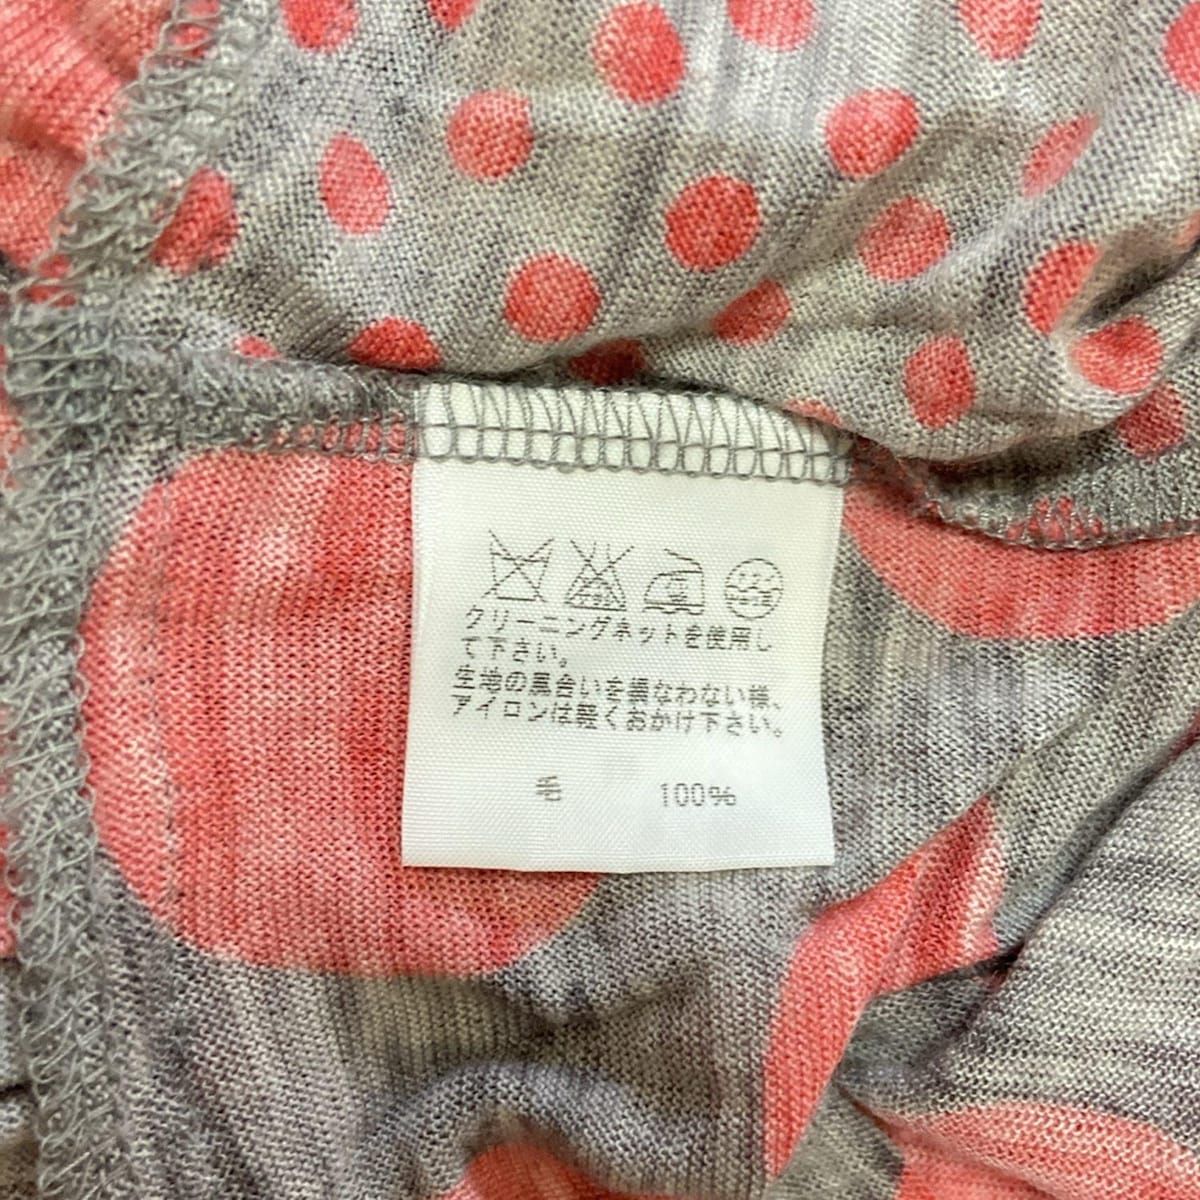 クリーニングネットを使用し
て下さい。
生地の風合いを損なわない様、
アイロンは軽くおかけ下さい。
毛 100%